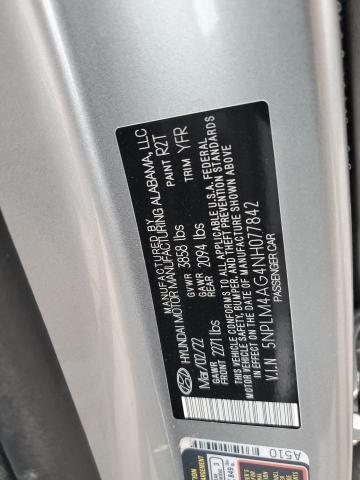 MANUFACTURED BY
HYUNDAI MOTOR MANUFACTURING ALABAMA, LLC
Mar/02/22 GVWR 3858 lbs PAINT R2T
GAWR FRONT 2271 lbs GAWR REAR 2094 lbs TRIM YFR
THIS VEHICLE CONFORMS TO ALL APPLICABLE U.S.A. FEDERAL
MOTOR VEHICLE SAFETY, BUMPER, AND THEFT PREVENTION STANDARDS
IN EFFECT ON THE DATE OF MANUFACTURE SHOWN ABOVE
V.I.N 5NPLM4AG4NH077842
PASSENGER CAR
A510